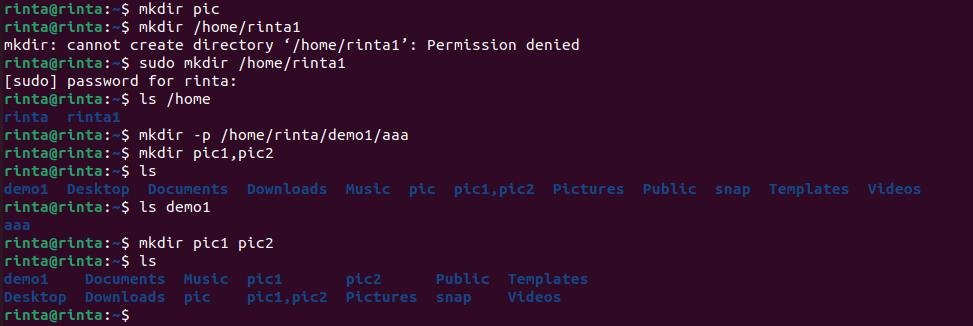 rinta@rinta:~$ mkdir pic
rinta@rinta:~$ mkdir /home/rinta1
mkdir: cannot create directory ‘/home/rinta1’: Permission denied
rinta@rinta:~$ sudo mkdir /home/rinta1
[sudo] password for rinta:
rinta@rinta:~$ ls /home
rinta  rinta1
rinta@rinta:~$ mkdir -p /home/rinta/demo1/aaa
rinta@rinta:~$ mkdir pic1,pic2
rinta@rinta:~$ ls
demo1  Desktop  Documents  Downloads  Music  pic  pic1,pic2  Pictures  Public  snap  Templates  Videos
rinta@rinta:~$ ls demo1
aaa
rinta@rinta:~$ mkdir pic1 pic2
rinta@rinta:~$ ls
demo1    Documents  Music  pic1       pic2      Public  Templates
Desktop  Downloads  pic    pic1,pic2  Pictures  snap    Videos
rinta@rinta:~$